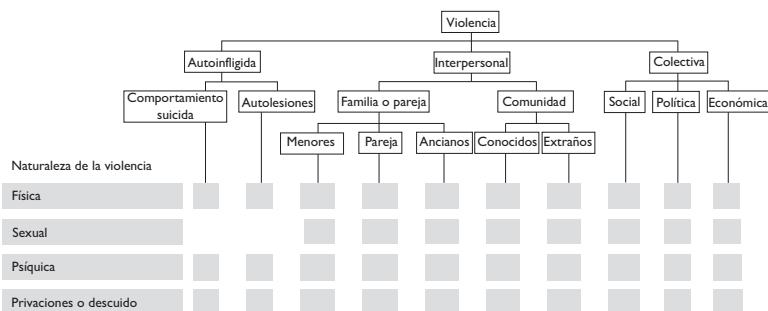 Violencia
Autoinfligida
Interpersonal
Colectiva
Comportamiento
suicida
Autolesiones
Familia o pareja
Comunidad
Social
Política
Económica
Menores
Pareja
Ancianos
Conocidos
Extraños
Naturaleza de la violencia
Física
Sexual
Psíquica
Privaciones o descuido